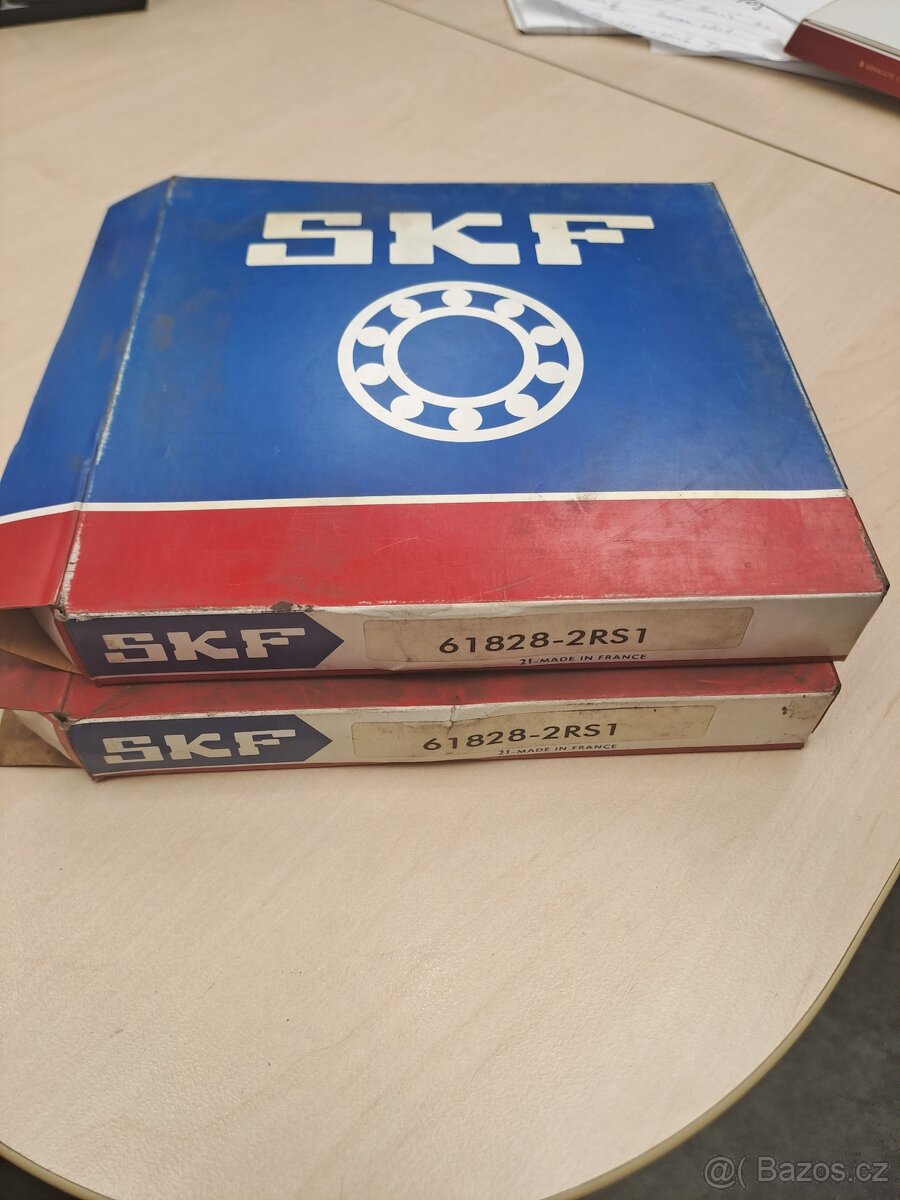 SKF
SKF
61828-2RS1
21-MADE IN FRANCE
SKF
61828-2RS1
21-MADE IN FRANCE
@( Bazos.cz